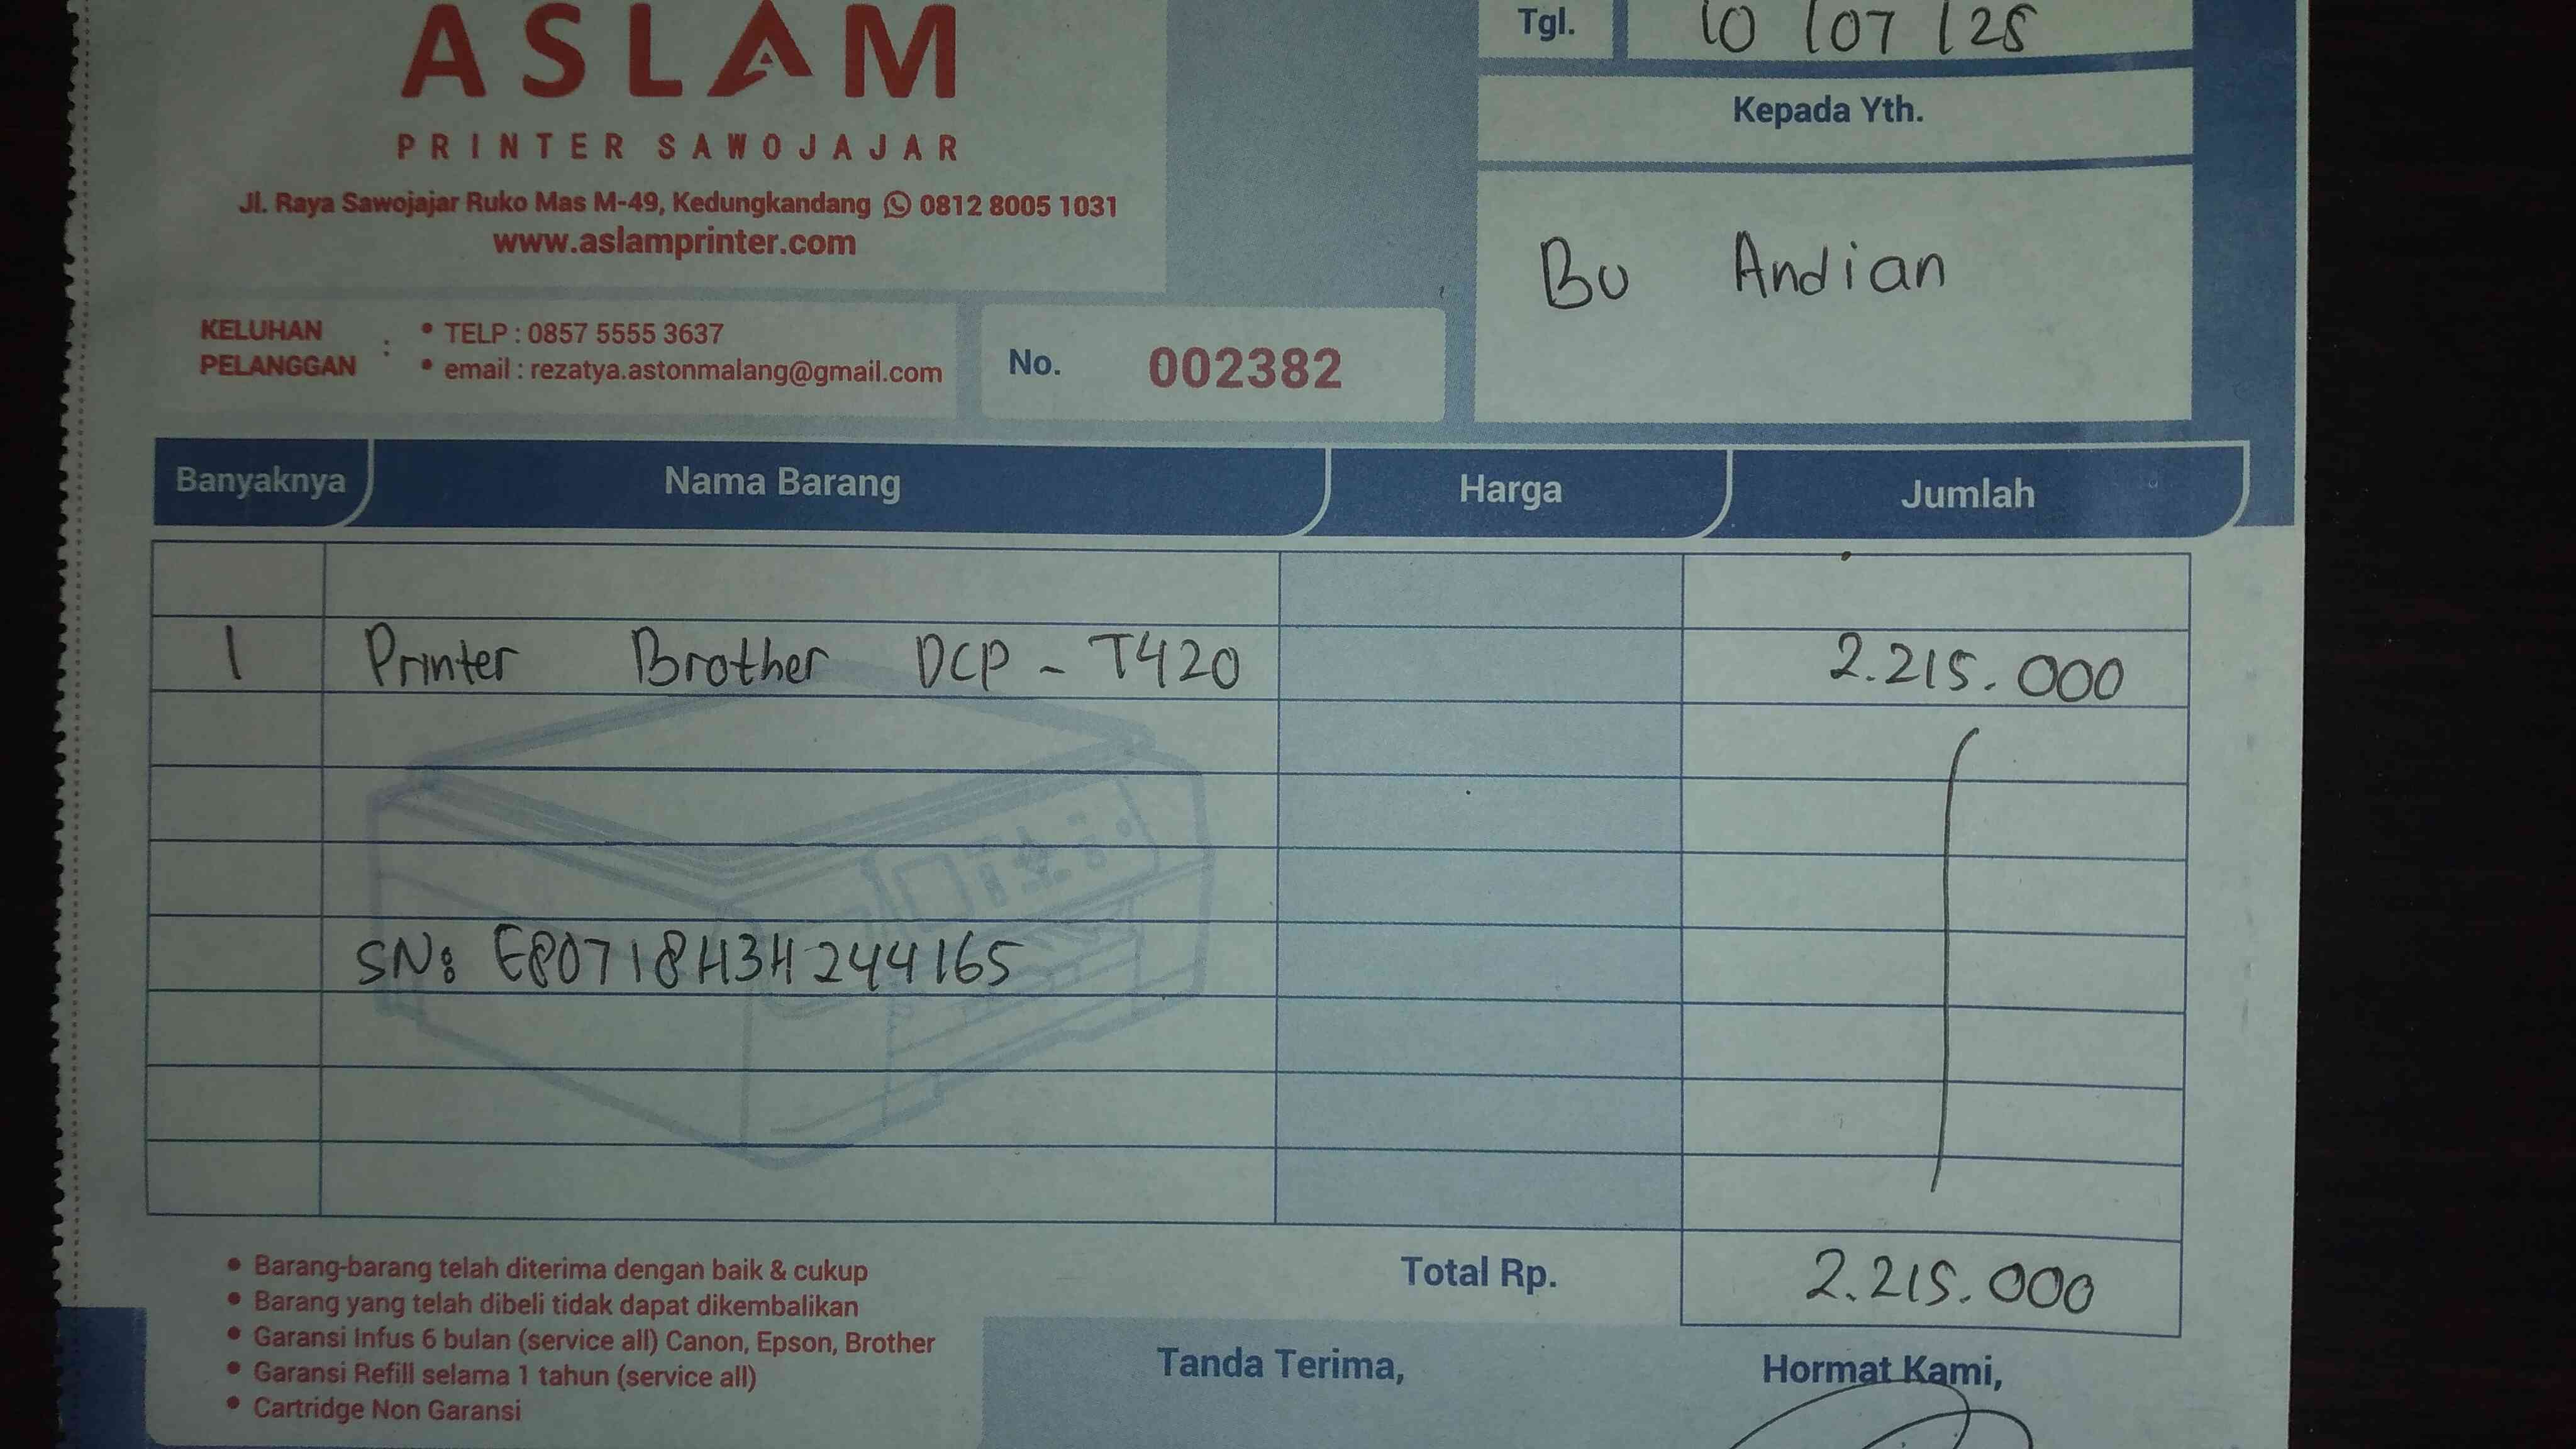 ASLAM
PRINTER SAWOJAJAR
Jl. Raya Sawojajar Ruko Mas M-49, Kedungkandang 0812 8005 1031
www.aslamprinter.com
KELUHAN PELANGGAN :
• TELP : 0857 5555 3637
• email : rezatya.astonmalang@gmail.com
No. 002382
Tgl. 10 / 07 / 25
Kepada Yth.
Bu Andian
Banyaknya Nama Barang Harga Jumlah
1 Printer Brother DCP - T420 2.215.000
SN: E80718H3H244165
• Barang-barang telah diterima dengan baik & cukup
• Barang yang telah dibeli tidak dapat dikembalikan
• Garansi Infus 6 bulan (service all) Canon, Epson, Brother
• Garansi Refill selama 1 tahun (service all)
• Cartridge Non Garansi
Total Rp. 2.215.000
Tanda Terima, Hormat Kami,